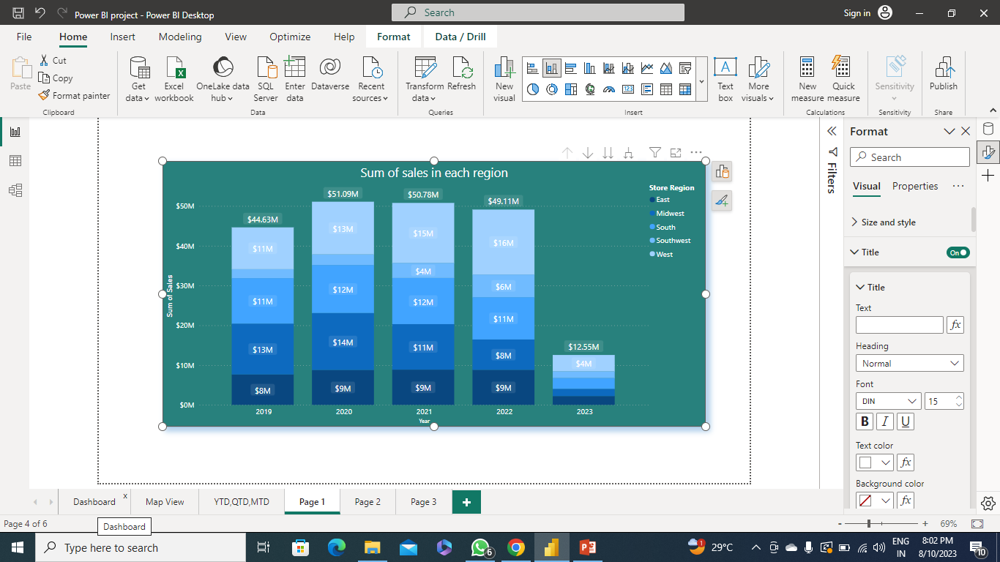 Power BI project - Power BI Desktop
Search
Sign in
File Home Insert Modeling View Optimize Help Format Data / Drill
Paste
Cut
Copy
Format painter
Clipboard
Get data
Excel workbook
OneLake data hub
SQL Server
Enter data
Dataverse
Recent sources
Data
Transform data
Refresh
Queries
New visual
123
A
Text box
More visuals
Insert
New measure
Quick measure
Calculations
Sensitivity
Sensitivity
Publish
Share
Sum of sales in each region
Store Region
East
Midwest
South
Southwest
West
Sum of Sales
$50M
$40M
$30M
$20M
$10M
$0M
$44.63M
$11M
$11M
$13M
$8M
$51.09M
$13M
$12M
$14M
$9M
$50.78M
$15M
$4M
$12M
$11M
$9M
$49.11M
$16M
$6M
$11M
$8M
$9M
$12.55M
$4M
2019 2020 2021 2022 2023
Year
Filters
Format
Search
Visual Properties
Size and style
Title
On
Title
Text
fx
Heading
Normal
Font
DIN 15
B I U
Text color
fx
Background color
fx
Dashboard x Map View YTD,QTD,MTD Page 1 Page 2 Page 3 +
Page 4 of 6
Dashboard
- + 69%
Type here to search
6
1
29°C
ENG
IN
8:02 PM
8/10/2023
10